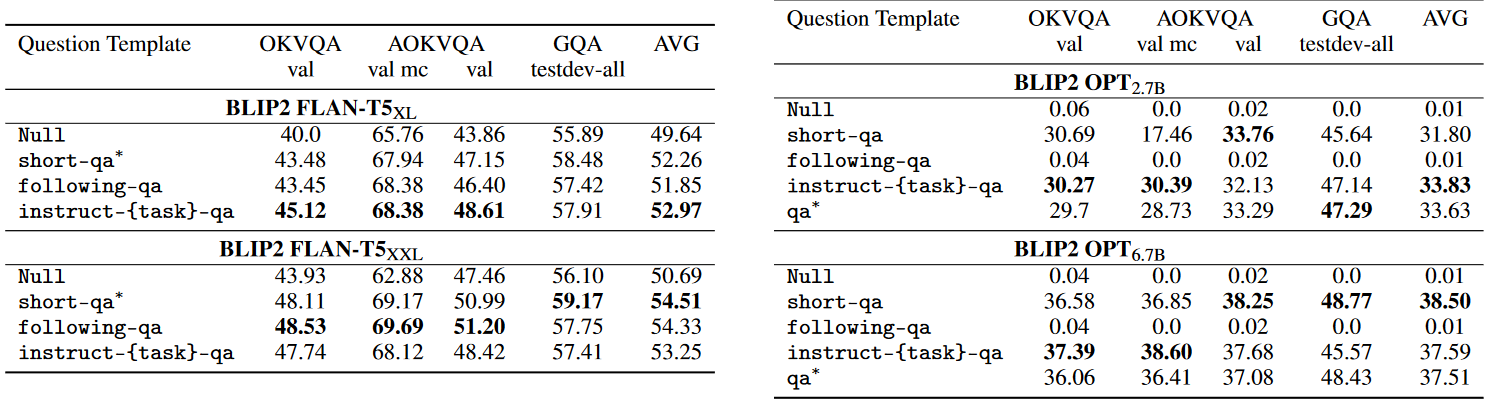 Question Template OKVQA AOKVQA GQA AVG
val val mc val testdev-all
BLIP2 FLAN-T5XL
Null 40.0 65.76 43.86 55.89 49.64
short-qa* 43.48 67.94 47.15 58.48 52.26
following-qa 43.45 68.38 46.40 57.42 51.85
instruct-{task}-qa 45.12 68.38 48.61 57.91 52.97
BLIP2 FLAN-T5XXL
Null 43.93 62.88 47.46 56.10 50.69
short-qa* 48.11 69.17 50.99 59.17 54.51
following-qa 48.53 69.69 51.20 57.75 54.33
instruct-{task}-qa 47.74 68.12 48.42 57.41 53.25
Question Template OKVQA AOKVQA GQA AVG
val val mc val testdev-all
BLIP2 OPT2.7B
Null 0.06 0.0 0.02 0.0 0.01
short-qa 30.69 17.46 33.76 45.64 31.80
following-qa 0.04 0.0 0.02 0.0 0.01
instruct-{task}-qa 30.27 30.39 32.13 47.14 33.83
qa* 29.7 28.73 33.29 47.29 33.63
BLIP2 OPT6.7B
Null 0.04 0.0 0.02 0.0 0.01
short-qa 36.58 36.85 38.25 48.77 38.50
following-qa 0.04 0.0 0.02 0.0 0.01
instruct-{task}-qa 37.39 38.60 37.68 45.57 37.59
qa* 36.06 36.41 37.08 48.43 37.51